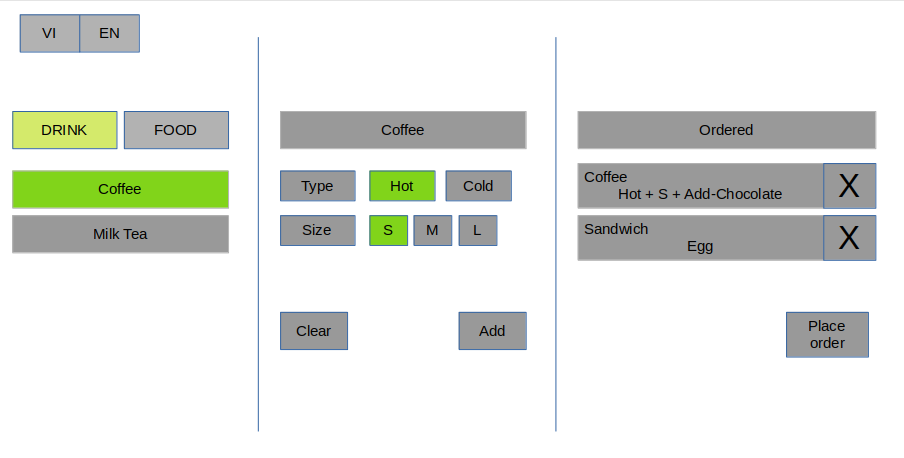 VI EN
DRINK FOOD
Coffee
Milk Tea
Coffee
Type Hot Cold
Size S M L
Clear Add
Ordered
Coffee X
Hot + S + Add-Chocolate
Sandwich X
Egg
Place
order